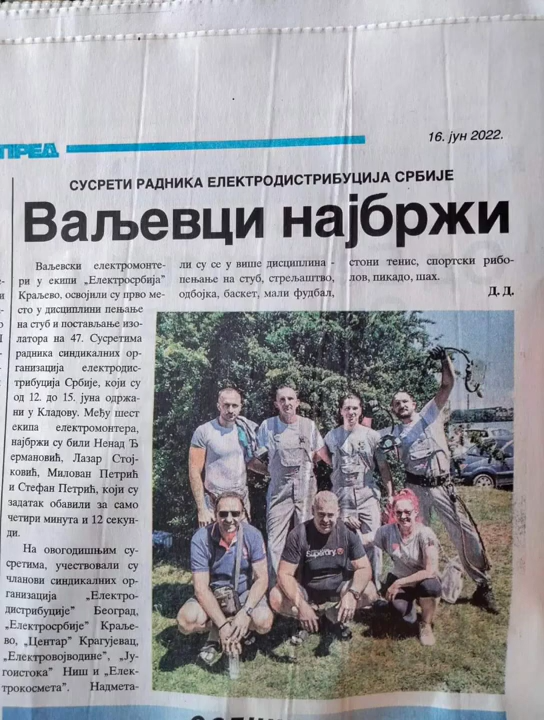 ПРЕД
16. јун 2022.
СУСРЕТИ РАДНИКА ЕЛЕКТРОДИСТРИБУЦИЈА СРБИЈЕ
Ваљевци најбржи
Ваљевски електромонте-
ри у екипи „Електросрбија"
Краљево, освојили су прво ме-
сто у дисциплини пењање
на стуб и постављање изо-
латора на 47. Сусретима
радника синдикалних ор-
ганизација електродис-
трибуција Србије, који су
од 12. до 15. јуна одржа-
ни у Кладову. Међу шест
екипа електромонтера,
најбржи су били Ненад Ђ
ермановић, Лазар Стој-
ковић, Милован Петрић
и Стефан Петрић, који су
задатак обавили за само
четири минута и 12 секун-
ди.
На овогодишњим су-
сретима, учествовали су
чланови синдикалних ор-
ганизација „Електро-
дистрибуције" Београд,
„Електросрбије" Краље-
во, „Центар" Крагујевац,
„Електровојводине", „Ју-
гоистока" Ниш и „Елек-
трокосмета". Надмета-
ли су се у више дисциплина -
пењање на стуб, стрељаштво,
одбојка, баскет, мали фудбал,
стони тенис, спортски рибо-
лов, пикадо, шах.
Д. Д.
Superdry